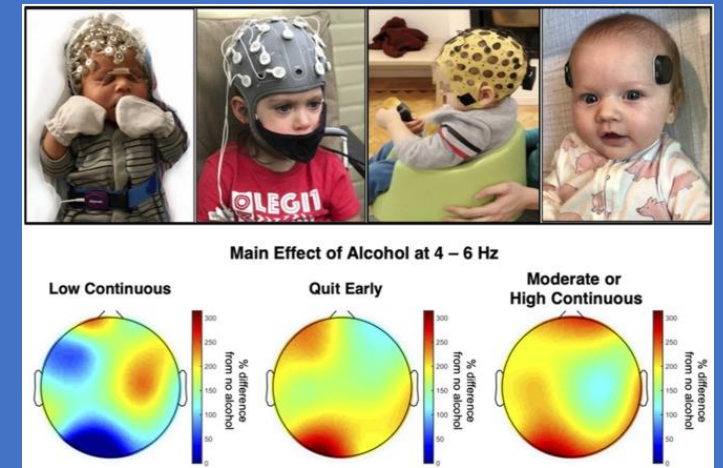 LEGIT
Main Effect of Alcohol at 4 – 6 Hz
Low Continuous
Quit Early
Moderate or
High Continuous
300
250
200
150
100
50
0
% difference
from no alcohol
300
250
200
150
100
50
0
% difference
from no alcohol
300
250
200
150
100
50
0
% difference
from no alcohol